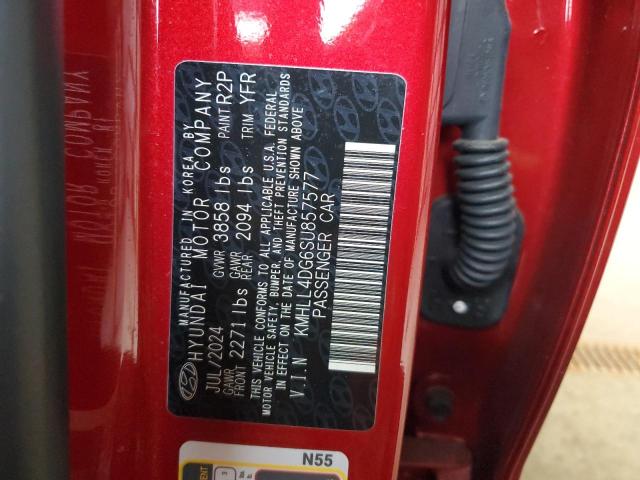 MANUFACTURED IN KOREA BY
HYUNDAI MOTOR COMPANY
JUL/2024 GVWR 3858 lbs PAINT R2P
GAWR FRONT 2271 lbs GAWR REAR 2094 lbs TRIM YFR
THIS VEHICLE CONFORMS TO ALL APPLICABLE U.S.A. FEDERAL
MOTOR VEHICLE SAFETY, BUMPER, AND THEFT PREVENTION STANDARDS
IN EFFECT ON THE DATE OF MANUFACTURE SHOWN ABOVE
V.I.N KMHLL4DG6SU857577
PASSENGER CAR
N55